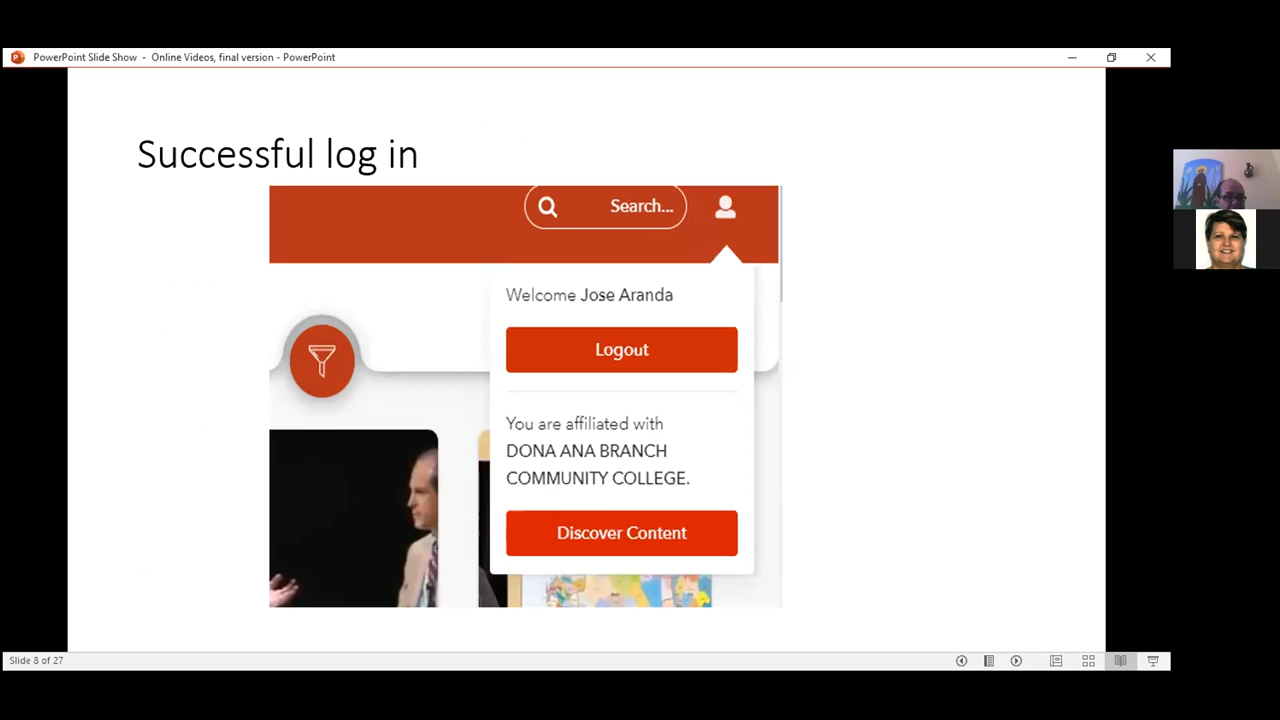 PowerPoint Slide Show - Online Videos, final version - PowerPoint
Successful log in
Search...
Welcome Jose Aranda
Logout
You are affiliated with
DONA ANA BRANCH
COMMUNITY COLLEGE.
Discover Content
Slide 8 of 27